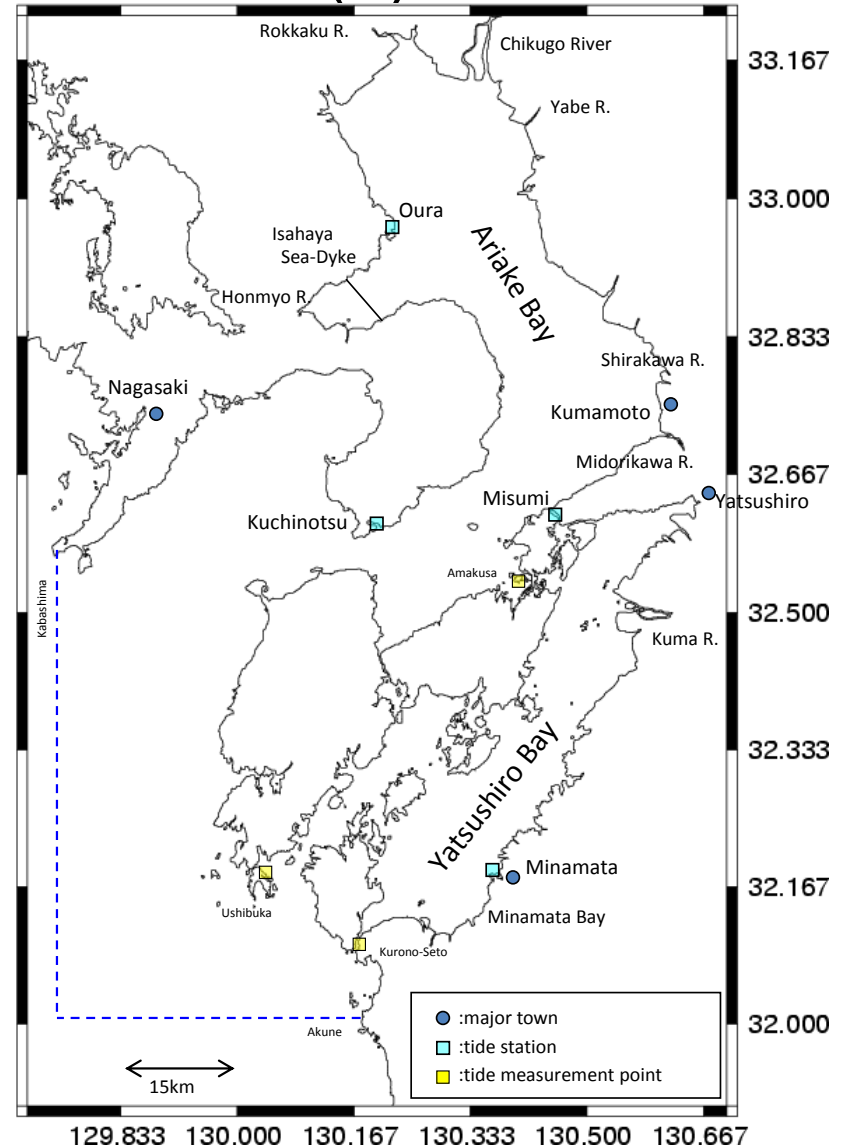 Rokkaku R.
Chikugo River
33.167
Yabe R.
33.000
Oura
Isahaya
Sea-Dyke
Ariake Bay
Honmyo R.
32.833
Shirakawa R.
Nagasaki
Kumamoto
Midorikawa R.
32.667
Misumi
Yatsushiro
Kuchinotsu
Amakusa
Kabashima
32.500
Kuma R.
32.333
Yatsushiro Bay
Minamata
32.167
Ushibuka
Minamata Bay
Kurono-Seto
:major town
32.000
Akune
:tide station
15km
:tide measurement point
129.833 130.000 130.167 130.333 130.500 130.667